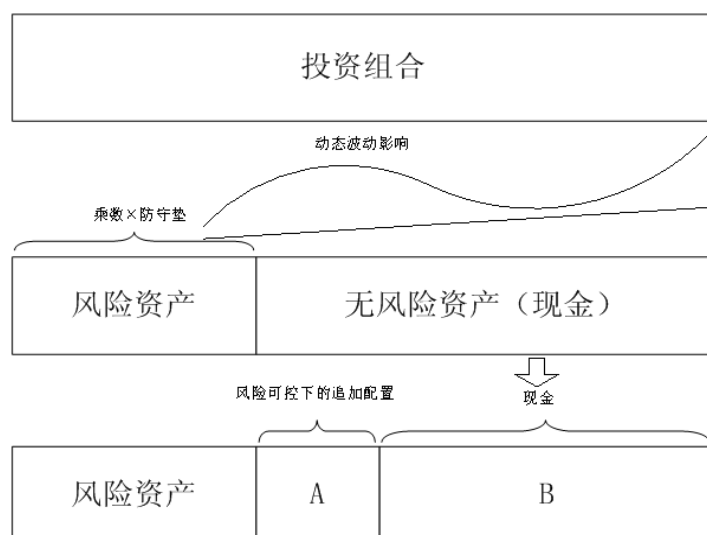 投资组合
动态波动影响
乘数×防守垫
风险资产
无风险资产（现金）
风险可控下的追加配置
现金
风险资产
A
B